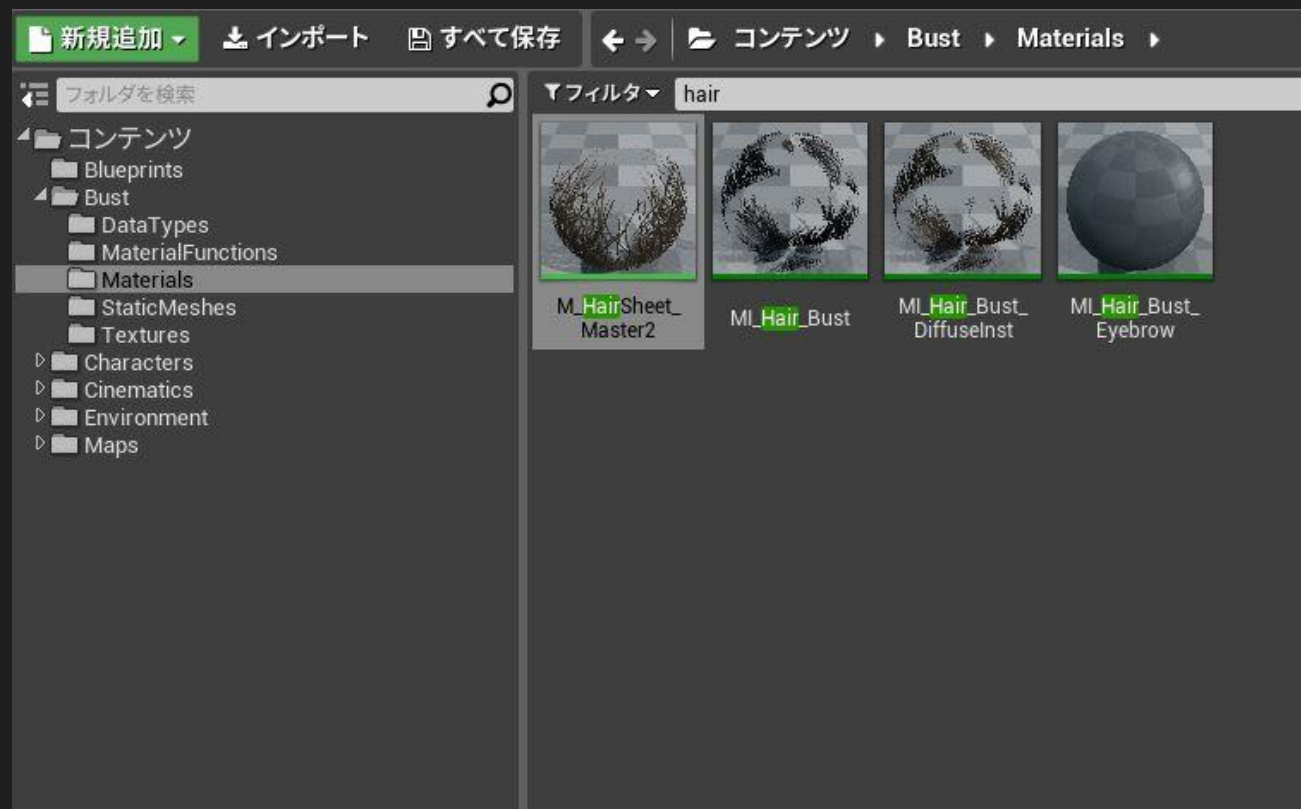 新規追加 インポート すべて保存 コンテンツ Bust Materials
フォルダを検索
フィルタ hair
コンテンツ
Blueprints
Bust
DataTypes
MaterialFunctions
Materials
StaticMeshes
Textures
Characters
Cinematics
Environment
Maps
M_HairSheet_
Master2
MI_Hair_Bust
MI_Hair_Bust_
DiffuseInst
MI_Hair_Bust_
Eyebrow